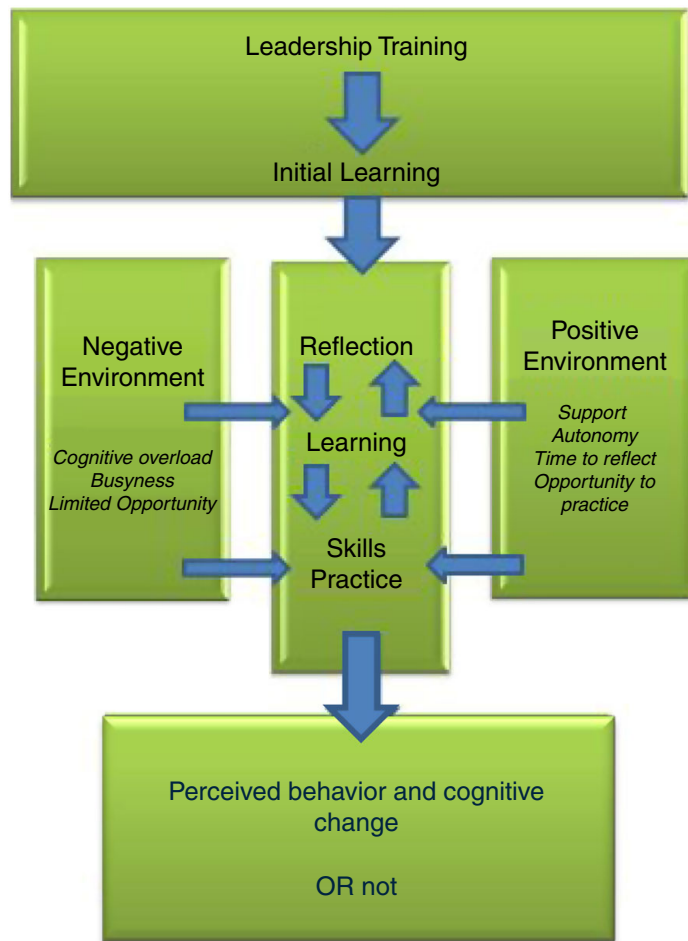 Leadership Training
Initial Learning
Negative
Environment
Cognitive overload
Busyness
Limited Opportunity
Reflection
Learning
Skills
Practice
Positive
Environment
Support
Autonomy
Time to reflect
Opportunity to
practice
Perceived behavior and cognitive
change
OR not